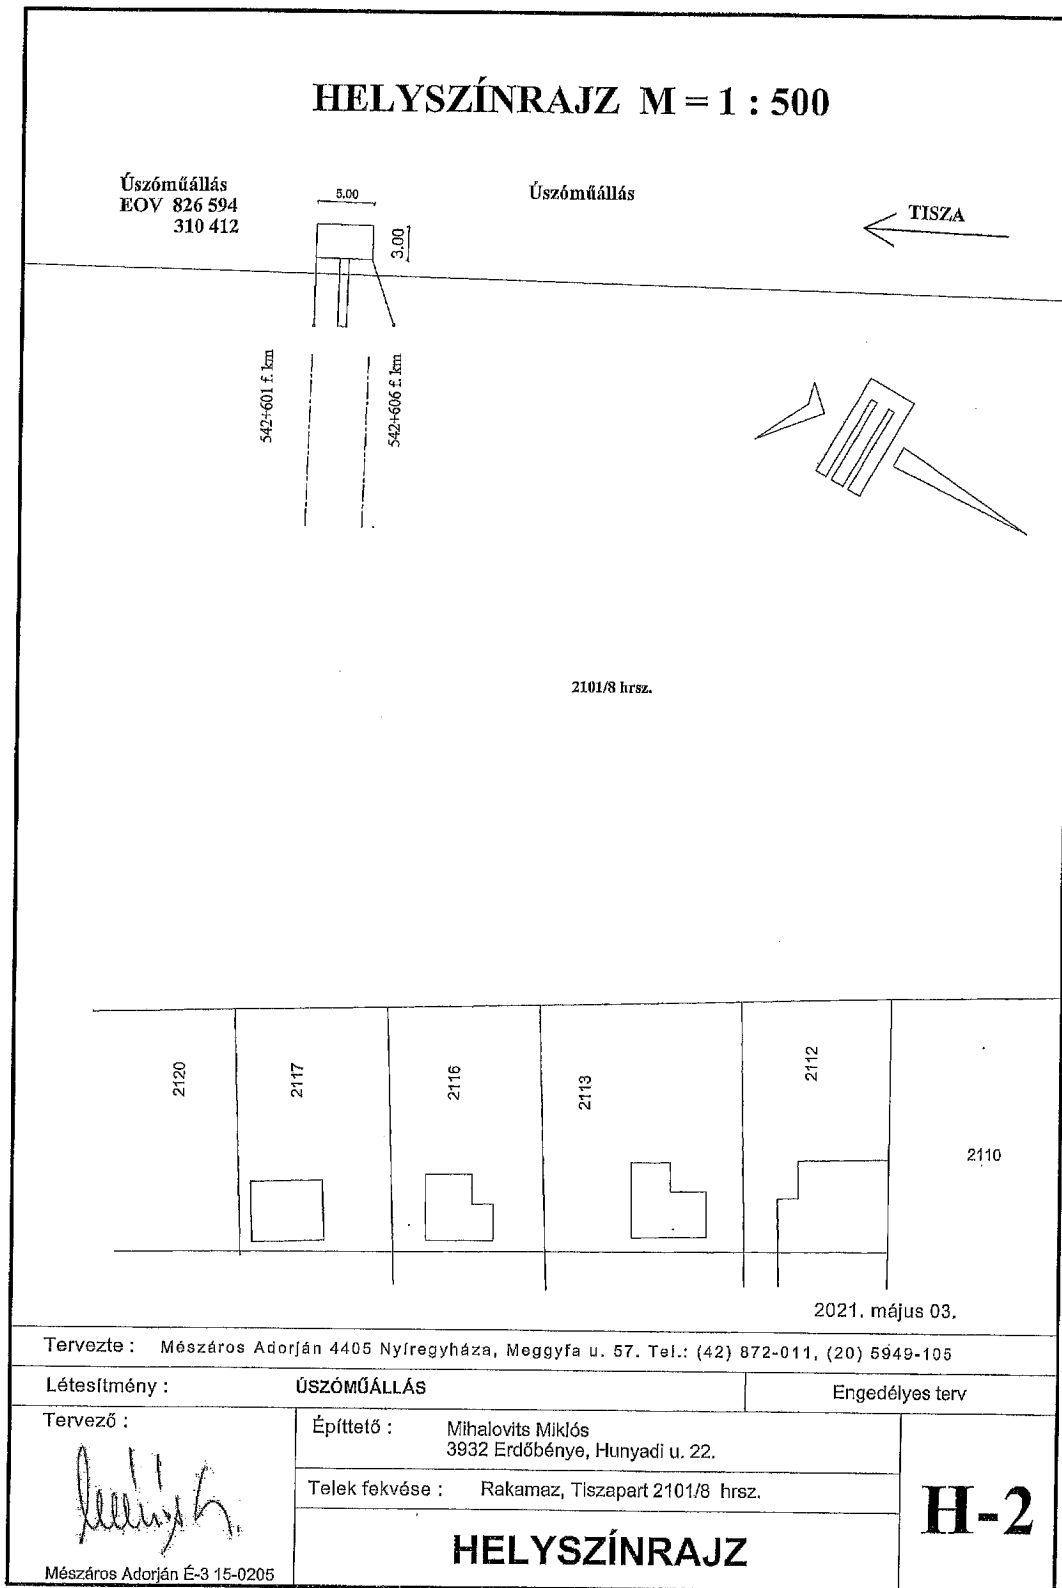 HELYSZÍNRAJZ M = 1 : 500
Úszóműállás
EOV 826 594
310 412
5.00
3.00
Úszóműállás
TISZA
542+601 f. km
542+606 f. km
2101/8 hrsz.
2120
2117
2116
2113
2112
2110
2021. május 03.
Tervezte : Mészáros Adorján 4405 Nyíregyháza, Meggyfa u. 57. Tel.: (42) 872-011, (20) 5949-105
Létesítmény : ÚSZÓMŰÁLLÁS
Engedélyes terv
Tervező :
Építtető : Mihalovits Miklós
3932 Erdőbénye, Hunyadi u. 22.
Telek fekvése : Rakamaz, Tiszapart 2101/8 hrsz.
H-2
HELYSZÍNRAJZ
Mészáros Adorján É-3 15-0205